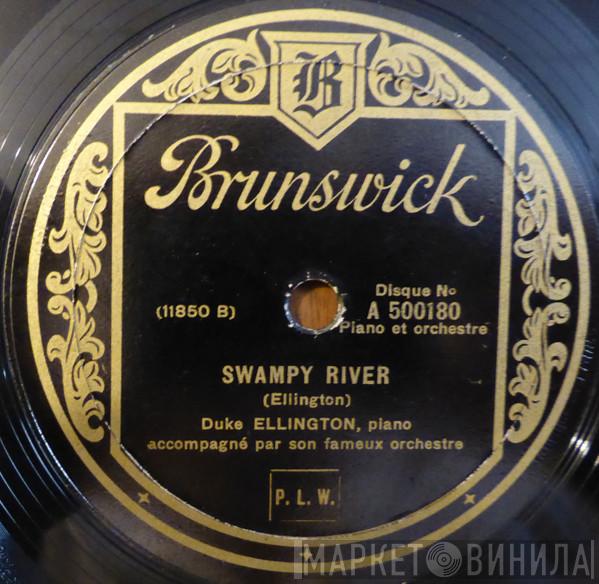 B
Brunswick
Disque No
(11850 B)
A 500180
Piano et orchestre
SWAMPY RIVER
(Ellington)
Duke ELLINGTON, piano
accompagné par son fameux orchestre
P. L. W.
МАРКЕТ ВИНИЛА